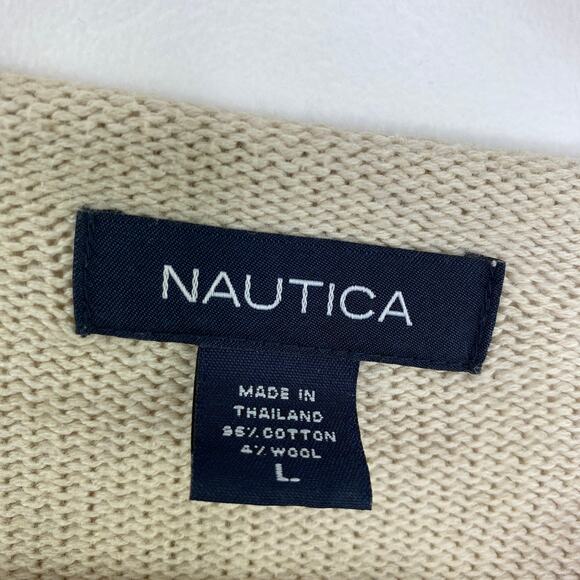 NAUTICA
MADE IN
THAILAND
96% COTTON
4% WOOL
L